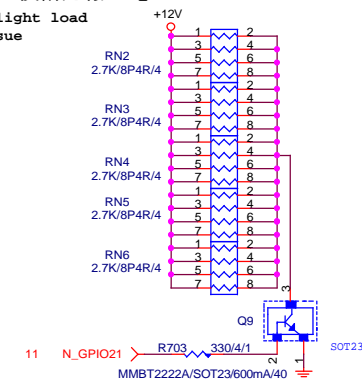 light load
sue
+12V
1 2
3 4
RN2
5 6
2.7K/8P4R/4
7 8
1 2
3 4
RN3
5 6
2.7K/8P4R/4
7 8
1 2
3 4
RN4
5 6
2.7K/8P4R/4
7 8
1 2
RN5
3 4
5 6
2.7K/8P4R/4
7 8
1 2
RN6
3 4
2.7K/8P4R/4
5 6
7 8
3
Q9
SOT23
11 N_GPIO21 R703 330/4/1 2 1
MMBT2222A/SOT23/600mA/40